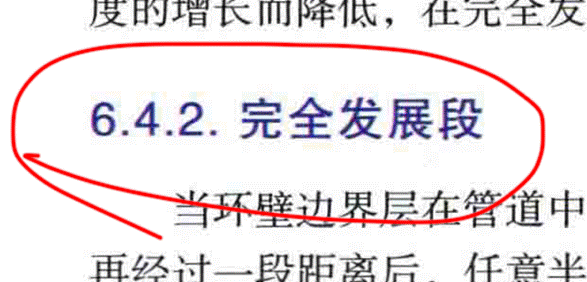 度的增长而降低，在完全发
6.4.2. 完全发展段
当环壁边界层在管道中
再经过一段距离后，任意半